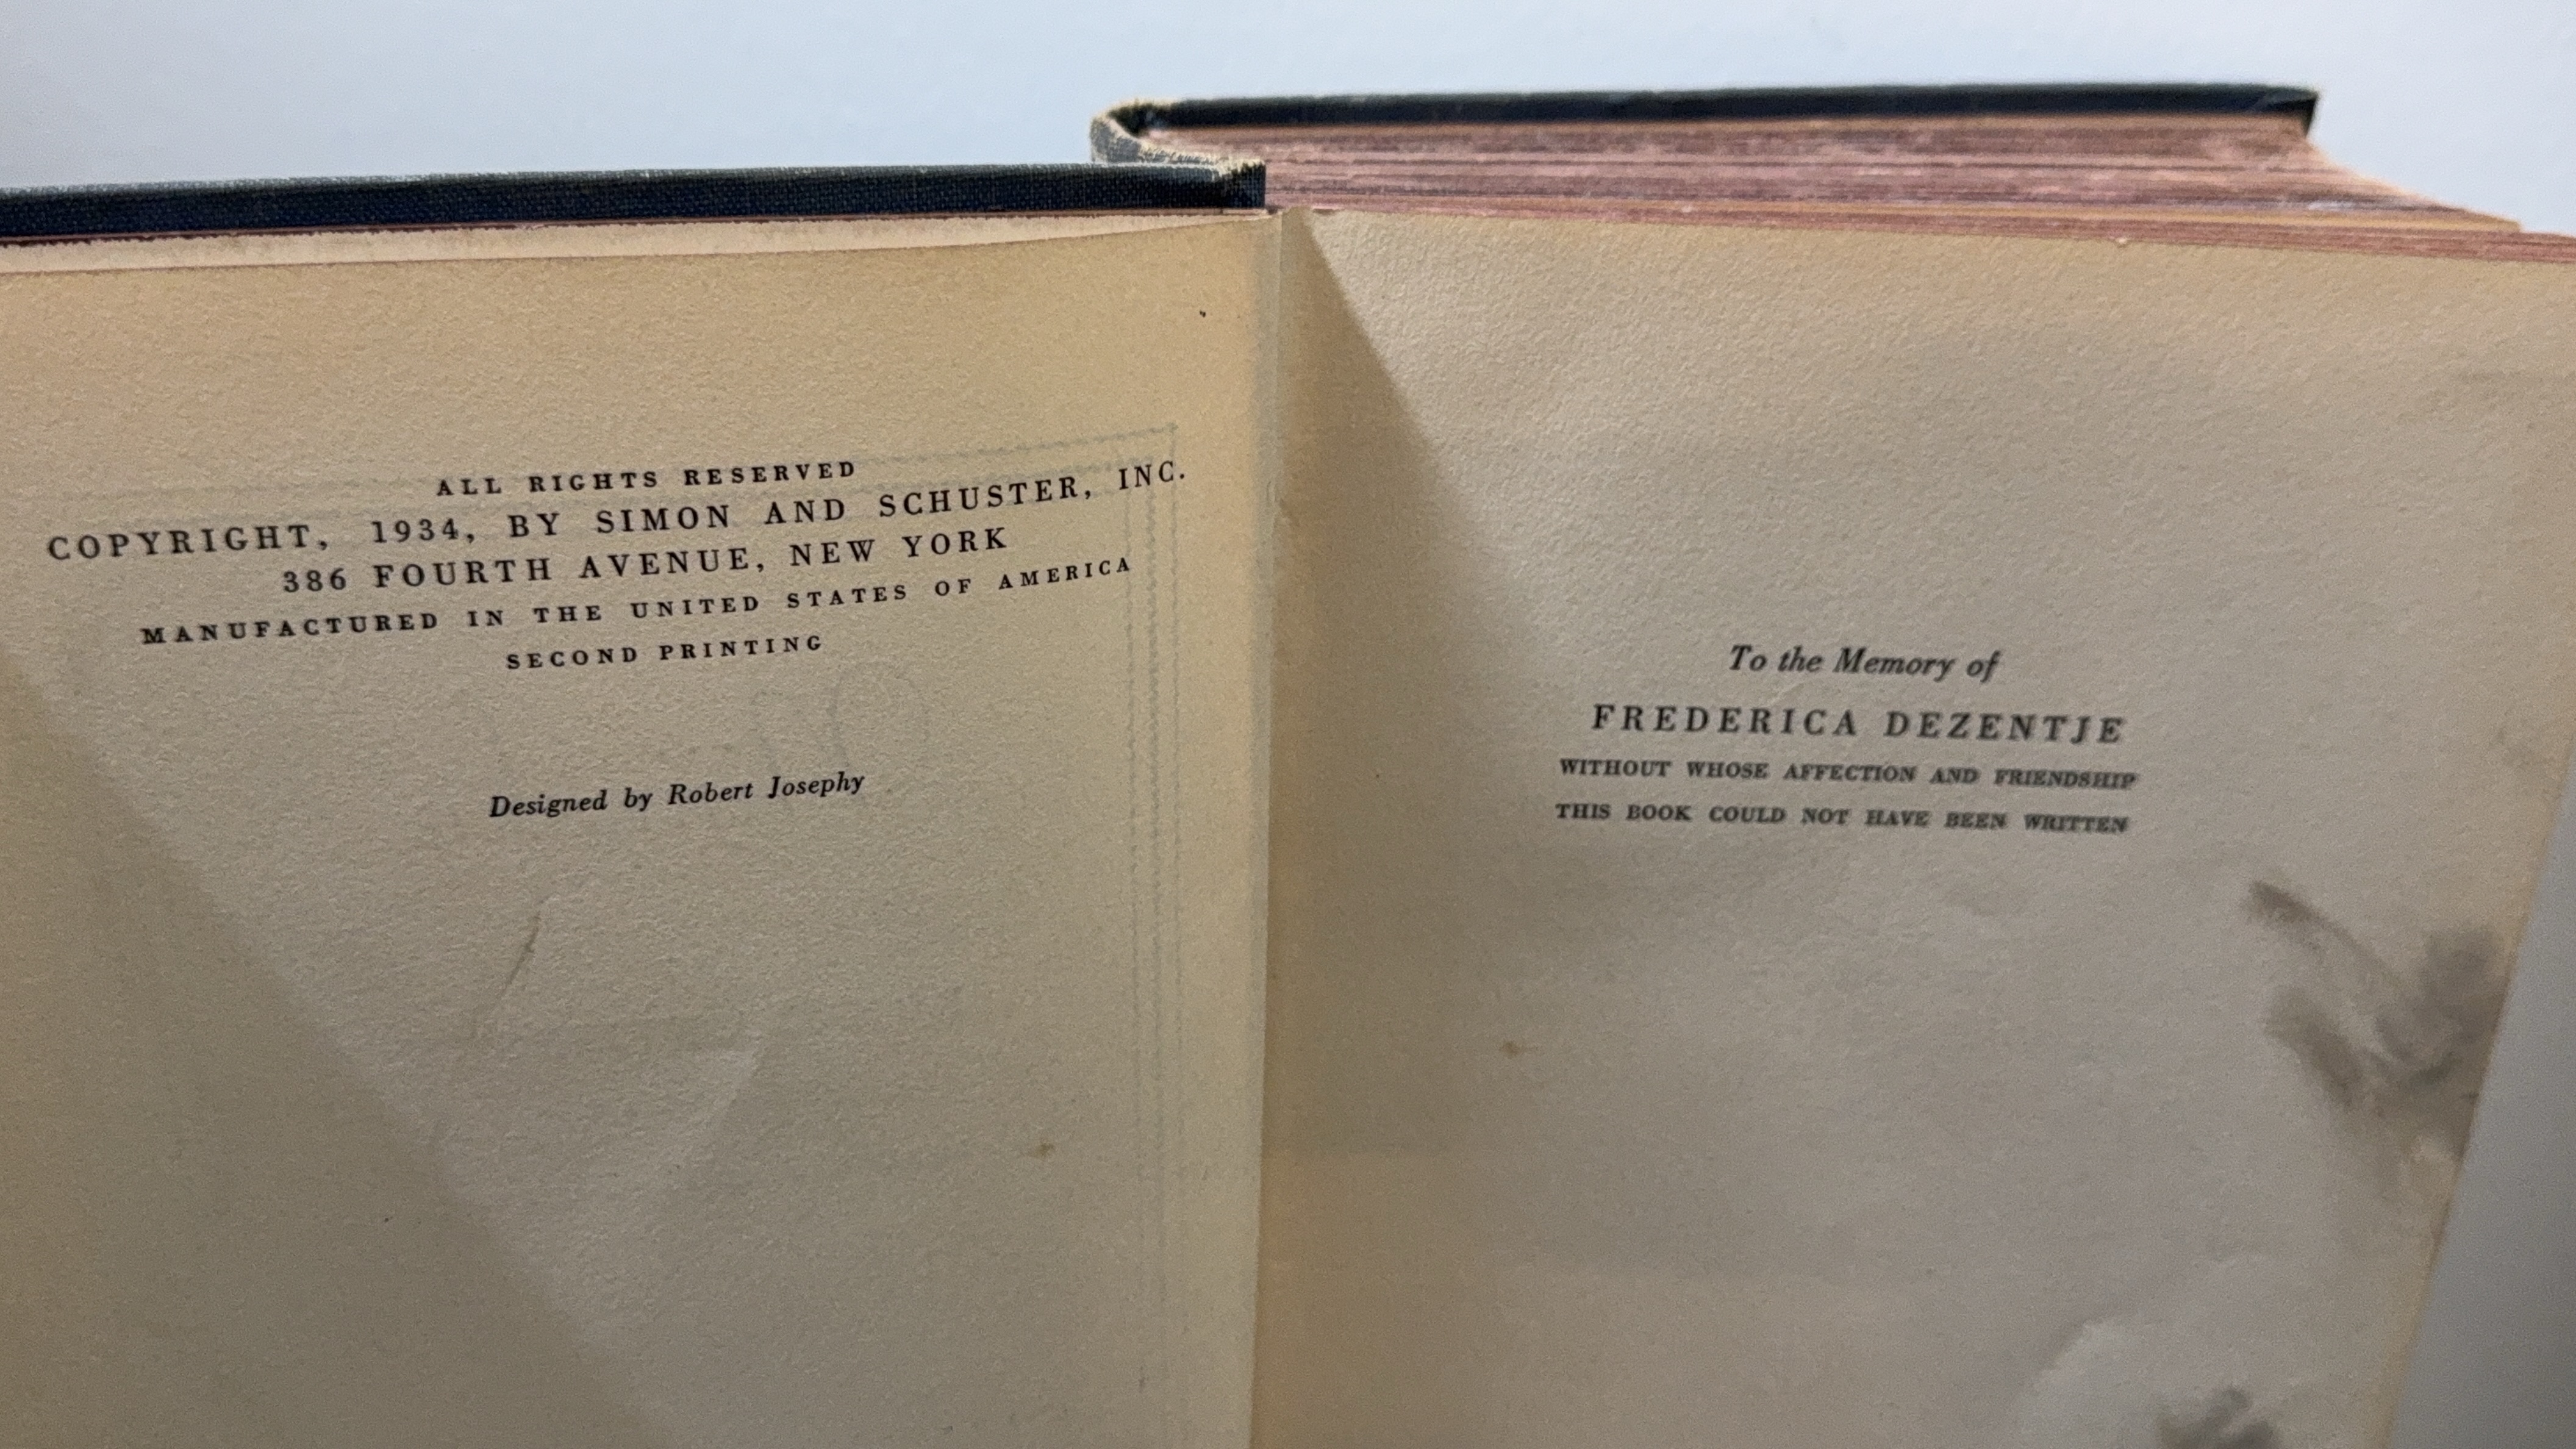 ALL RIGHTS RESERVED
COPYRIGHT, 1934, BY SIMON AND SCHUSTER, INC.
386 FOURTH AVENUE, NEW YORK
MANUFACTURED IN THE UNITED STATES OF AMERICA
SECOND PRINTING
Designed by Robert Josephy
To the Memory of
FREDERICA DEZENTJE
WITHOUT WHOSE AFFECTION AND FRIENDSHIP
THIS BOOK COULD NOT HAVE BEEN WRITTEN